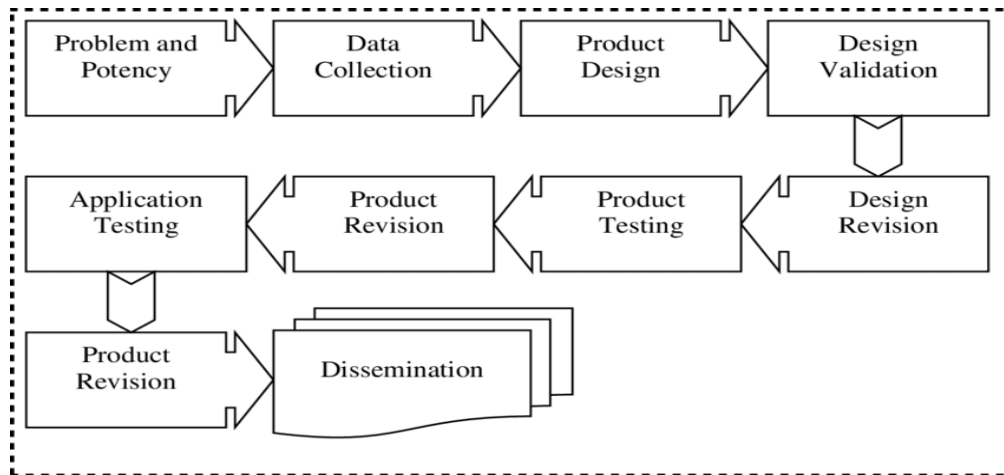 Problem and
Potency
Data
Collection
Product
Design
Design
Validation
Application
Testing
Product
Revision
Product
Testing
Design
Revision
Product
Revision
Dissemination